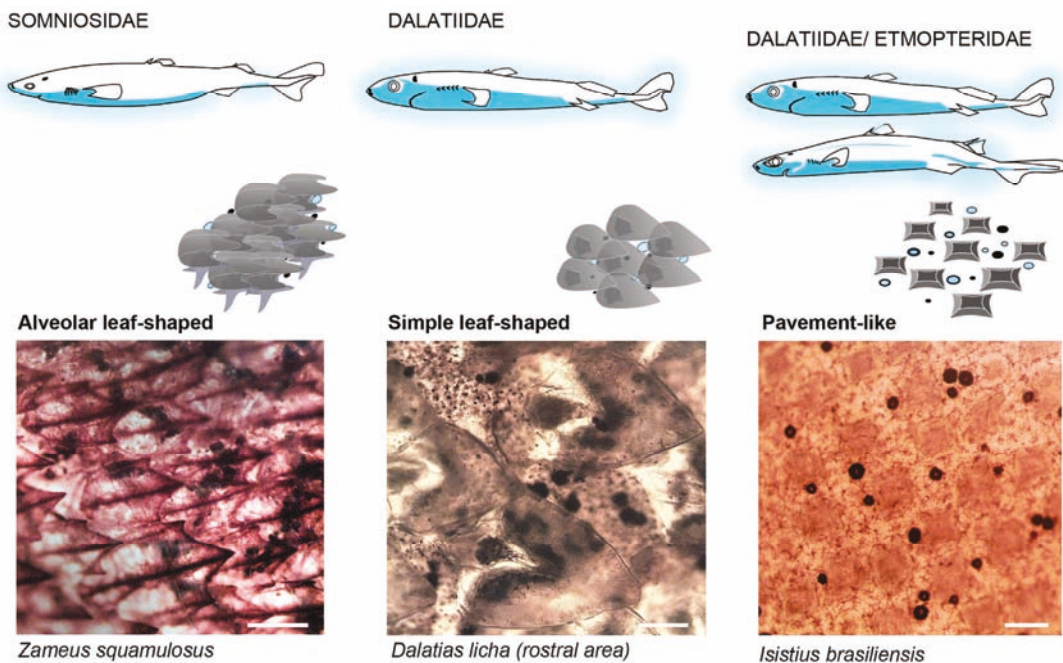 SOMNIOSIDAE
DALATIIDAE
DALATIIDAE/ ETMOPTERIDAE
Alveolar leaf-shaped
Simple leaf-shaped
Pavement-like
Zameus squamulosus
Dalatias licha (rostral area)
Isistius brasiliensis